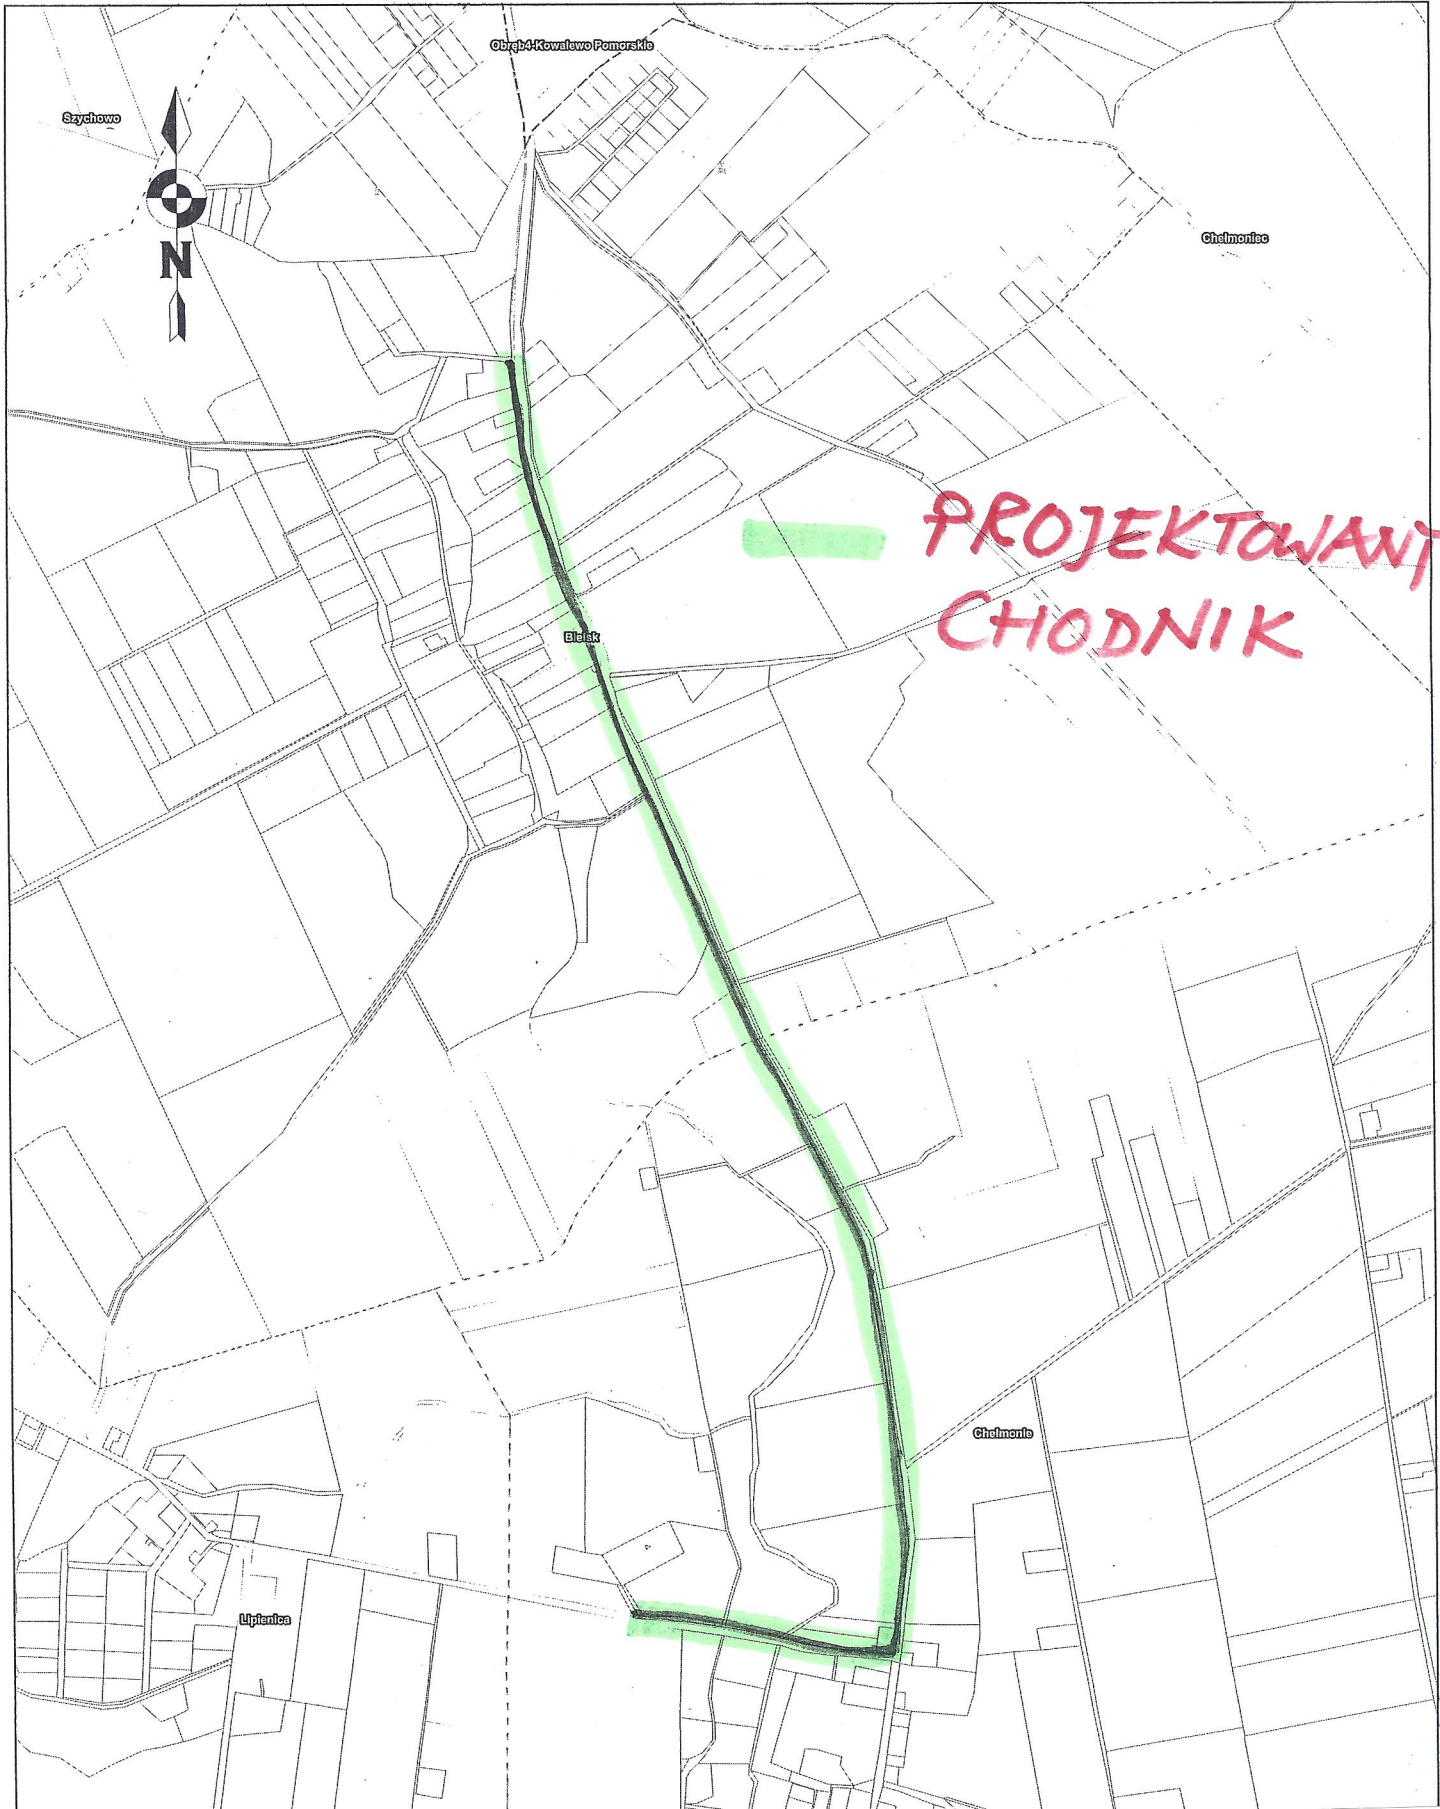 Obręb4-Kowalewo Pomorskie
Szychowo
N
Chełmoniec
PROJEKTOWANY
CHODNIK
Bielsk
Chełmonie
Lipienica